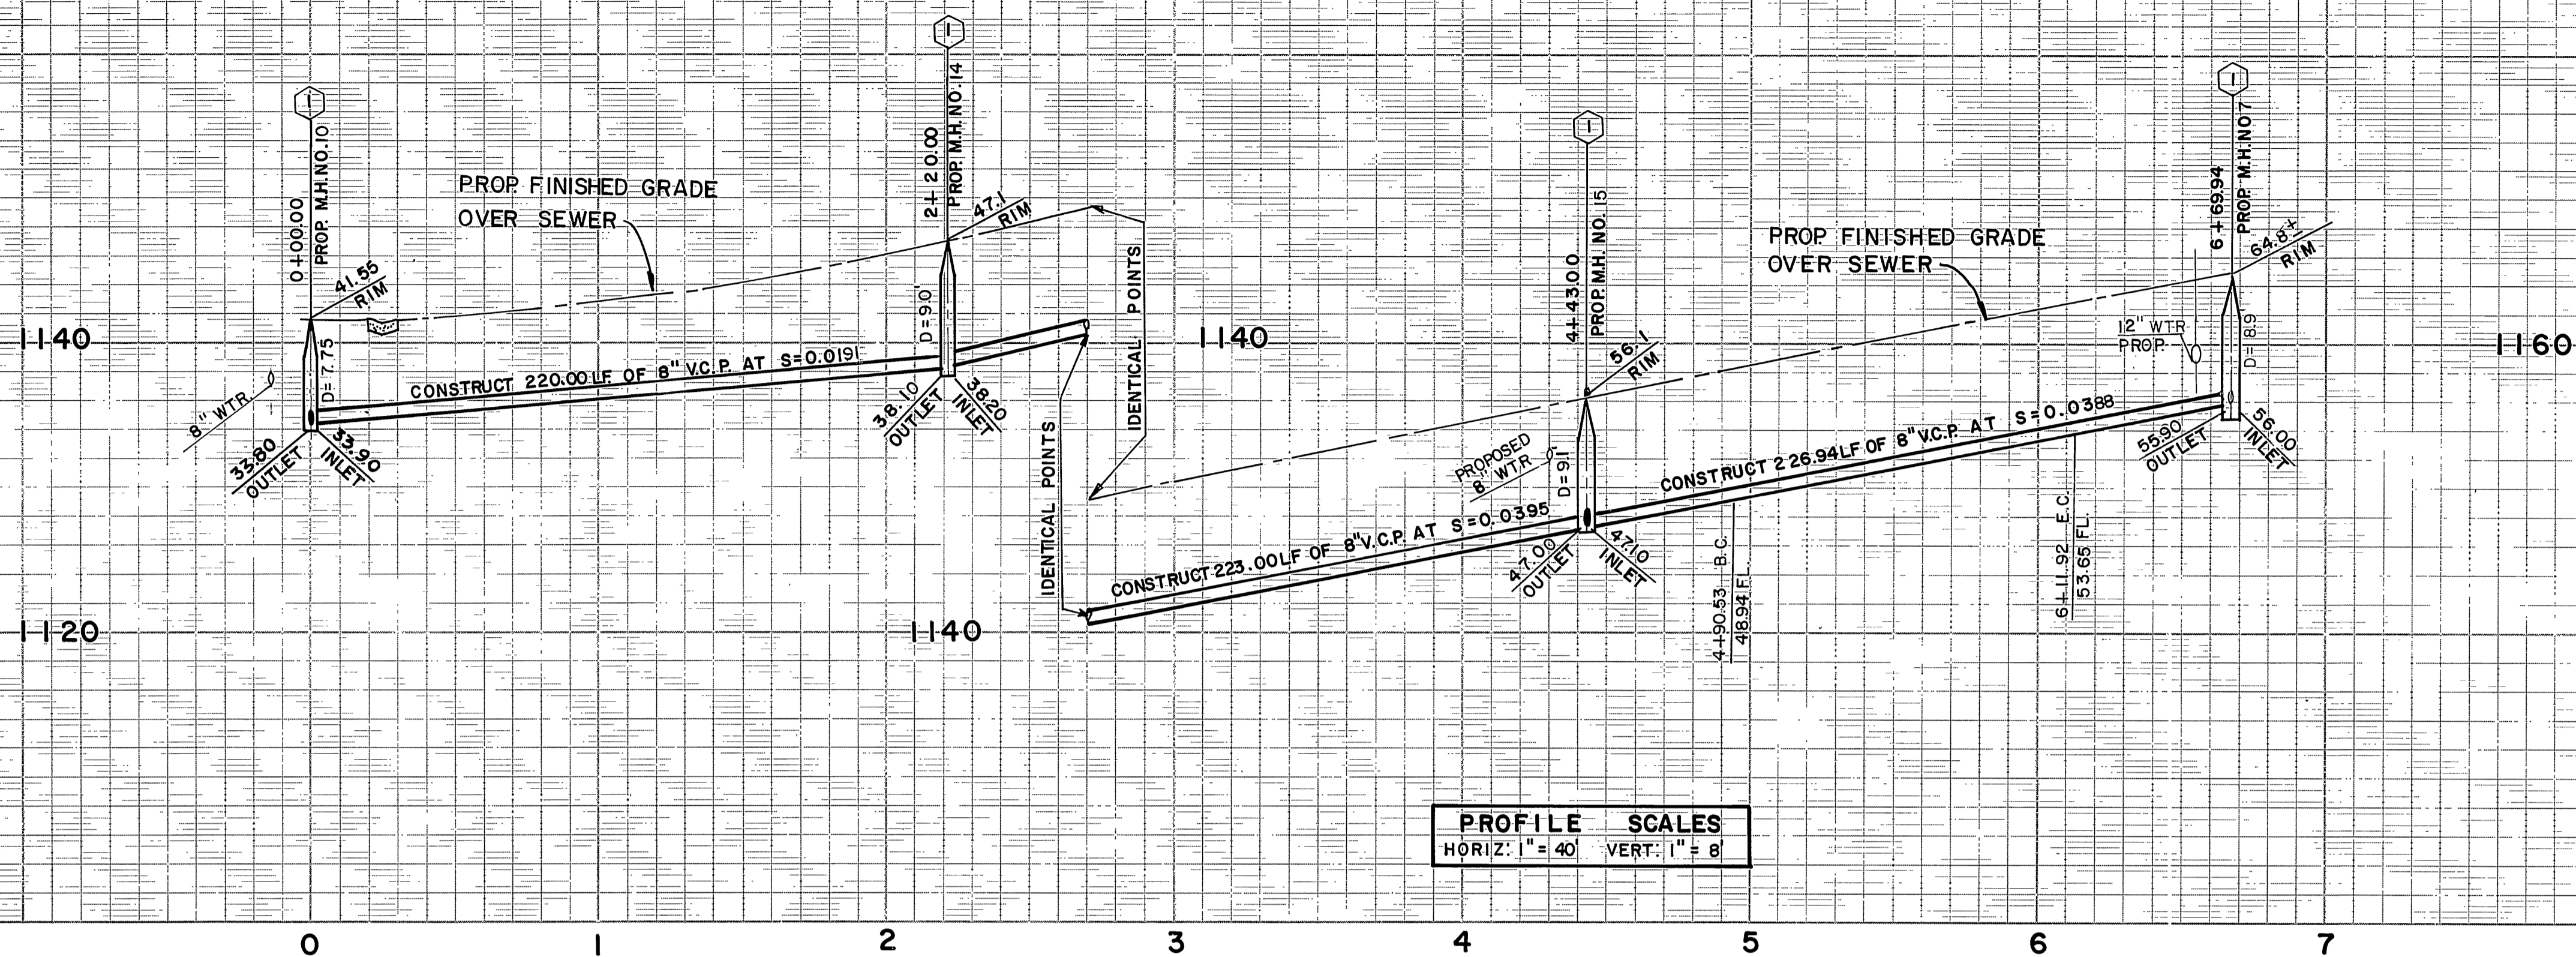 1
0+00.00
PROP. M.H. NO. 10
41.55
RIM
D= 7.75
8" WTR.
33.80
OUTLET
33.90
INLET
PROP. FINISHED GRADE
OVER SEWER
CONSTRUCT 220.00 LF. OF 8" V.C.P. AT S=0.0191
1
2+20.00
PROP. M.H. NO. 14
47.1
RIM
D=9.0'
38.10
OUTLET
38.20
INLET
IDENTICAL POINTS
IDENTICAL POINTS
CONSTRUCT 223.00 LF OF 8" V.C.P. AT S=0.0395
1
4+43.00
PROP. M.H. NO. 15
56.1
RIM
PROPOSED
8" WTR
D=9.1'
47.00
OUTLET
47.10
INLET
PROP. FINISHED GRADE
OVER SEWER
CONSTRUCT 226.94 LF OF 8" V.C.P. AT S=0.0388
4+90.53 B.C.
48.94 FL.
6+11.92 E.C.
53.65 FL.
1
6+69.94
PROP. M.H. NO 7
64.8±
RIM
12" WTR
PROP.
D=8.9'
55.90
OUTLET
56.00
INLET
1140
1140
1160
1120
1140
PROFILE SCALES
HORIZ: 1" = 40' VERT: 1" = 8'
0 1 2 3 4 5 6 7